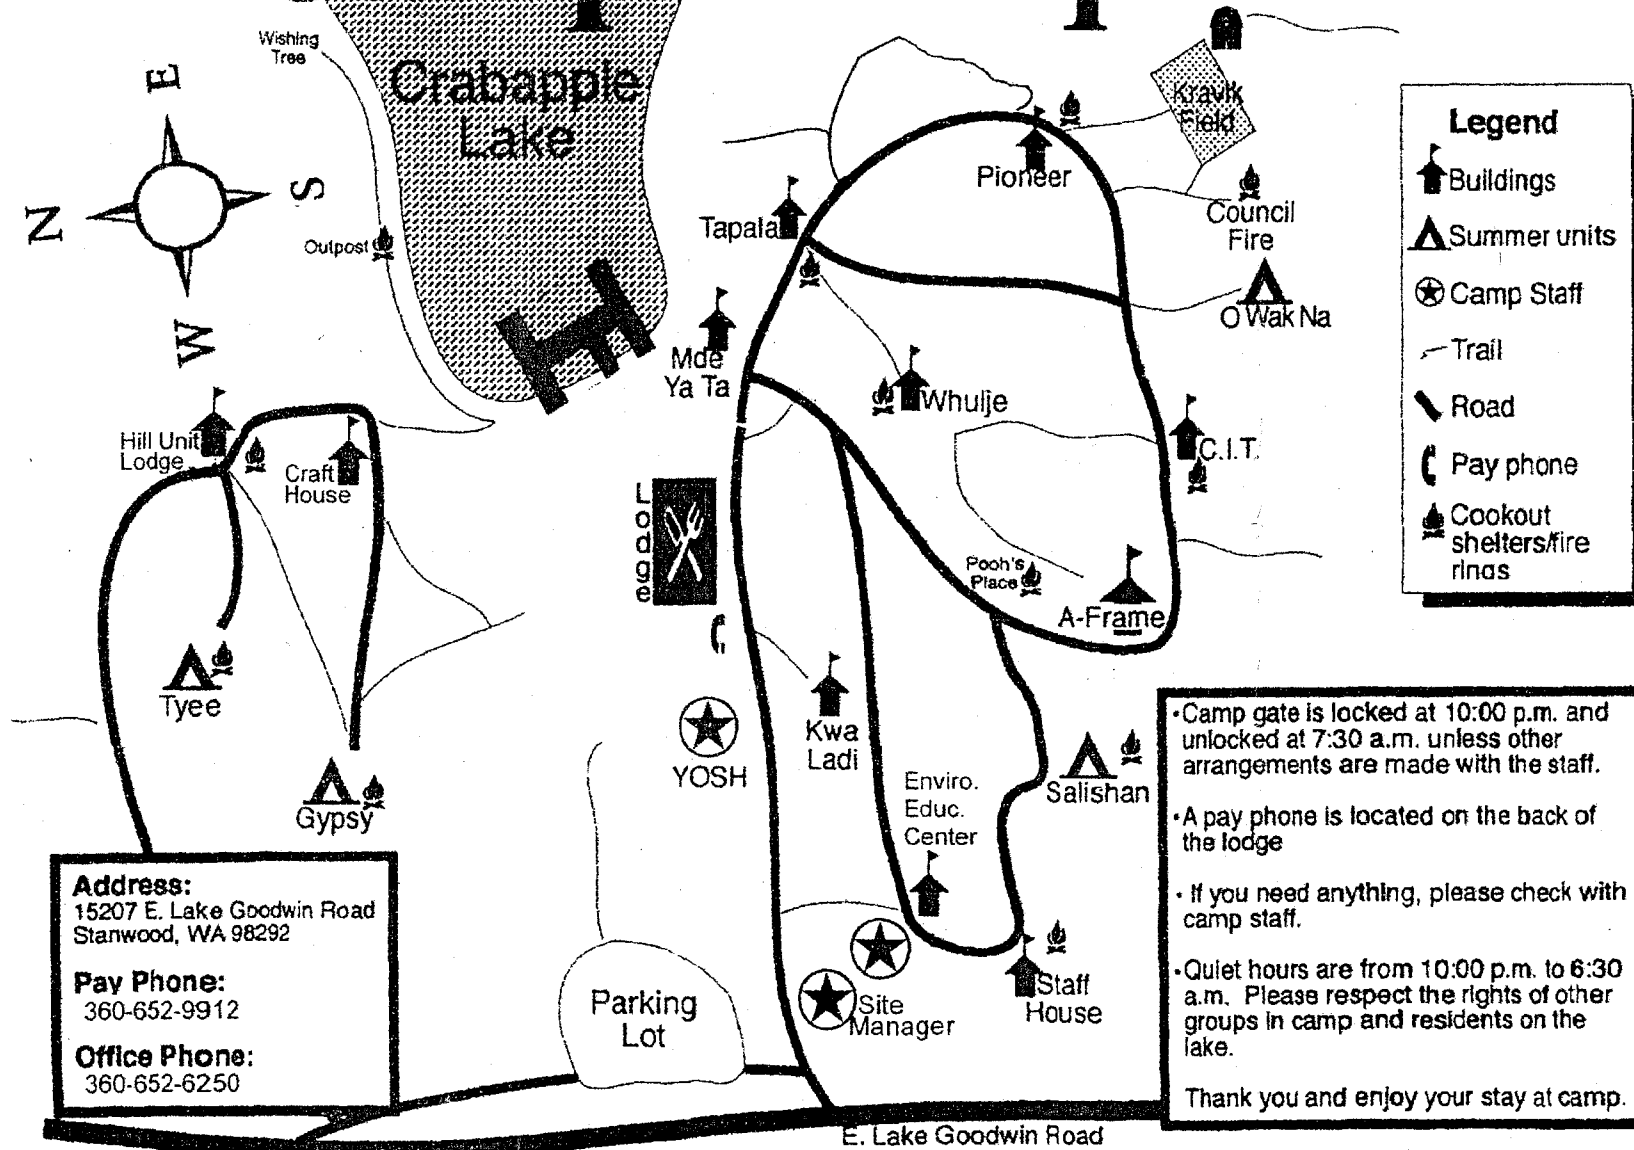 Wishing
Tree
Crabapple
Lake
Kravik
Field
E
N
S
W
Outpost
Pioneer
Tapala
Council
Fire
O Wak Na
Mde
Ya Ta
Whulje
C.I.T.
Hill Unit
Lodge
Craft
House
Lodge
Pooh's
Place
A-Frame
Tyee
Gypsy
YOSH
Kwa
Ladi
Enviro.
Educ.
Center
Salishan
Site
Manager
Staff
House
Parking
Lot
E. Lake Goodwin Road
Legend
Buildings
Summer units
Camp Staff
Trail
Road
Pay phone
Cookout
shelters/fire
rings
Address:
15207 E. Lake Goodwin Road
Stanwood, WA 98292
Pay Phone:
360-652-9912
Office Phone:
360-652-6250
•Camp gate is locked at 10:00 p.m. and
unlocked at 7:30 a.m. unless other
arrangements are made with the staff.
•A pay phone is located on the back of
the lodge
• If you need anything, please check with
camp staff.
•Quiet hours are from 10:00 p.m. to 6:30
a.m. Please respect the rights of other
groups in camp and residents on the
lake.
Thank you and enjoy your stay at camp.